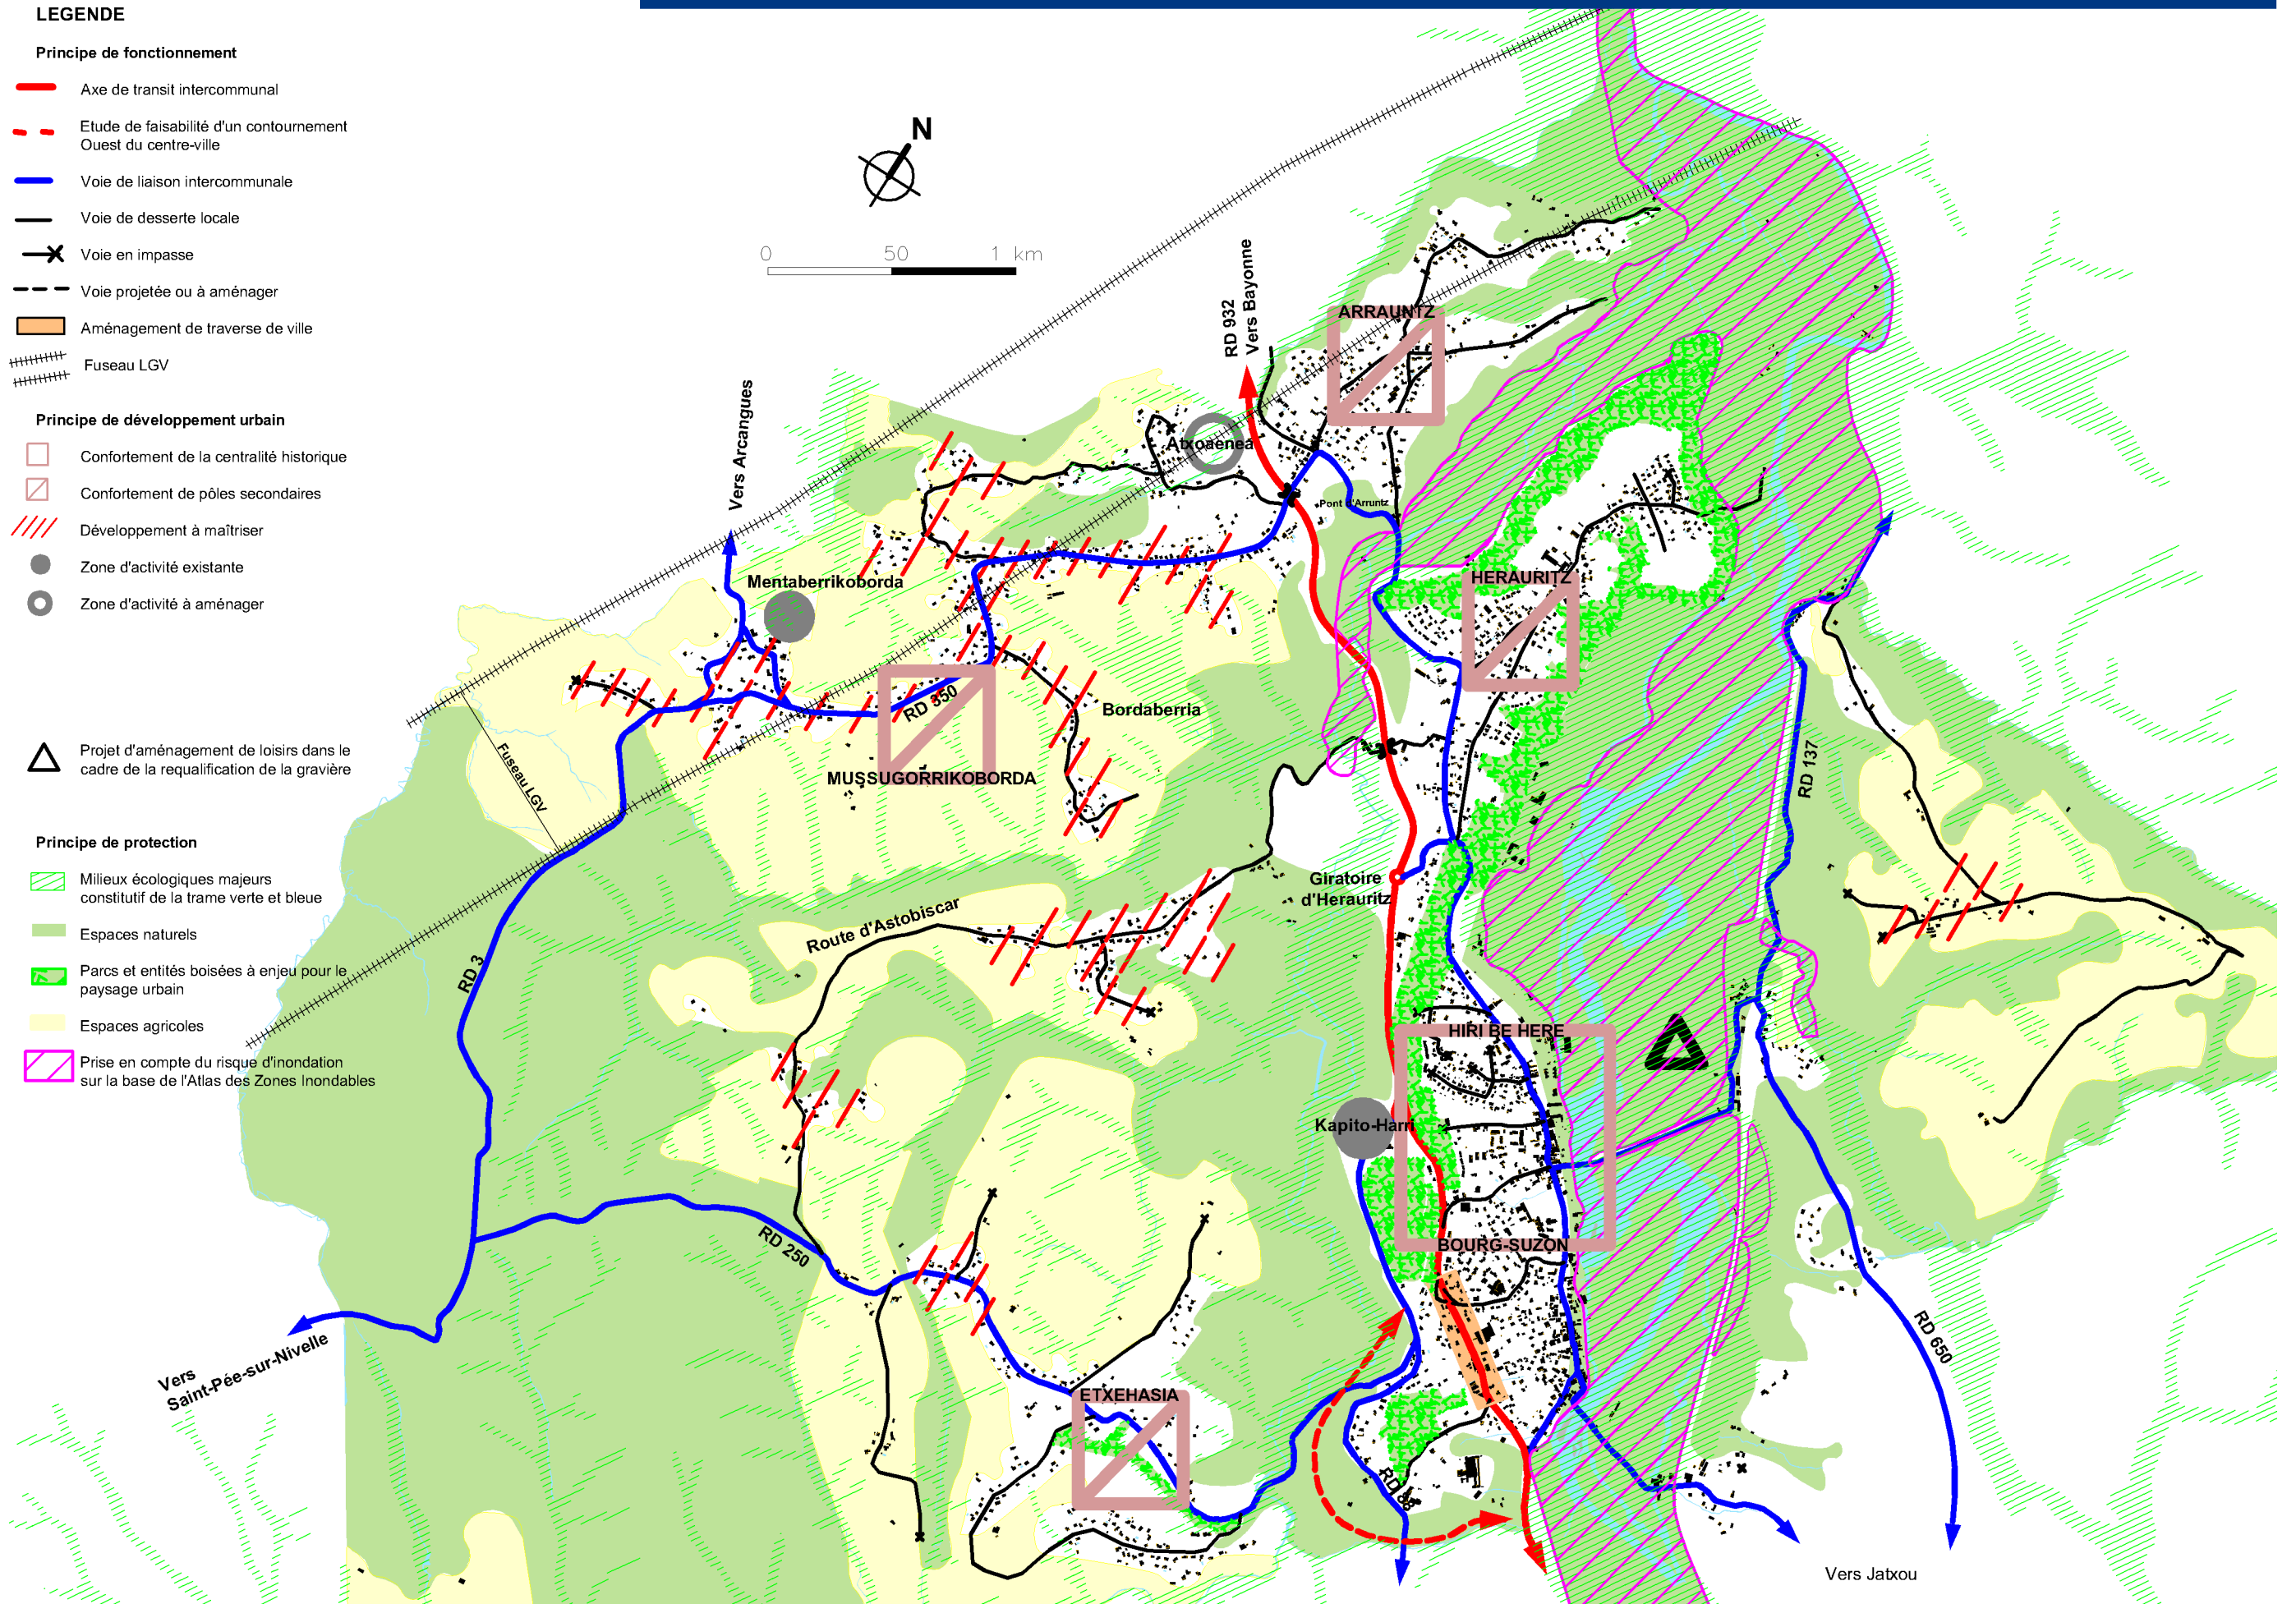 LEGENDE
Principe de fonctionnement
Axe de transit intercommunal
Etude de faisabilité d'un contournement
Ouest du centre-ville
Voie de liaison intercommunale
Voie de desserte locale
Voie en impasse
Voie projetée ou à aménager
Aménagement de traverse de ville
Fuseau LGV
Principe de développement urbain
Confortement de la centralité historique
Confortement de pôles secondaires
Développement à maîtriser
Zone d'activité existante
Zone d'activité à aménager
Projet d'aménagement de loisirs dans le
cadre de la requalification de la gravière
Principe de protection
Milieux écologiques majeurs
constitutif de la trame verte et bleue
Espaces naturels
Parcs et entités boisées à enjeu pour le
paysage urbain
Espaces agricoles
Prise en compte du risque d'inondation
sur la base de l'Atlas des Zones Inondables
N
0 50 1 km
RD 932
Vers Bayonne
ARRAUNTZ
Vers Arcangues
Atxoaenea
Pont d'Arruntz
Mentaberrikoborda
HERAURITZ
RD 350
Bordaberria
MUSSUGORRIKOBORDA
Fuseau LGV
RD 137
Giratoire
d'Herauritz
Route d'Astobiscar
RD 3
HIRI BE HERE
Kapito-Harri
RD 250
BOURG-SUZON
Vers
Saint-Pée-sur-Nivelle
RD 650
ETXEHASIA
RD 88
Vers Jatxou